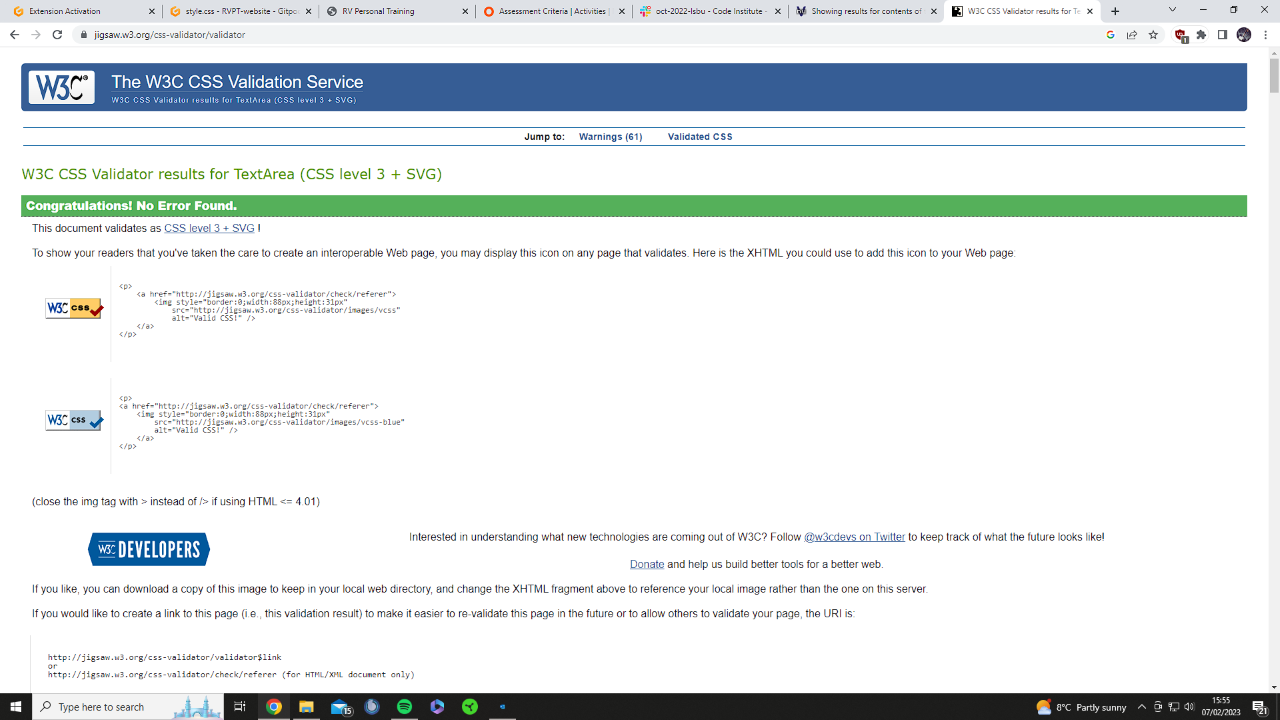 Extension Activation
style.css - RVPT-website - Gitpod
RV Personal Training
Assessment Criteria | Activities |
oct-2022-lsbu - Code Institute -
Showing results for contents of
W3C CSS Validator results for Te
jigsaw.w3.org/css-validator/validator
1
W3C®
The W3C CSS Validation Service
W3C CSS Validator results for TextArea (CSS level 3 + SVG)
Jump to: Warnings (61) Validated CSS
W3C CSS Validator results for TextArea (CSS level 3 + SVG)
Congratulations! No Error Found.
This document validates as CSS level 3 + SVG !
To show your readers that you've taken the care to create an interoperable Web page, you may display this icon on any page that validates. Here is the XHTML you could use to add this icon to your Web page:
W3C css
<p>
<a href="http://jigsaw.w3.org/css-validator/check/referer">
<img style="border:0;width:88px;height:31px"
src="http://jigsaw.w3.org/css-validator/images/vcss"
alt="Valid CSS!" />
</a>
</p>
W3C css
<p>
<a href="http://jigsaw.w3.org/css-validator/check/referer">
<img style="border:0;width:88px;height:31px"
src="http://jigsaw.w3.org/css-validator/images/vcss-blue"
alt="Valid CSS!" />
</a>
</p>
(close the img tag with > instead of /> if using HTML <= 4.01)
W3C DEVELOPERS
Interested in understanding what new technologies are coming out of W3C? Follow @w3cdevs on Twitter to keep track of what the future looks like!
Donate and help us build better tools for a better web.
If you like, you can download a copy of this image to keep in your local web directory, and change the XHTML fragment above to reference your local image rather than the one on this server.
If you would like to create a link to this page (i.e., this validation result) to make it easier to re-validate this page in the future or to allow others to validate your page, the URI is:
http://jigsaw.w3.org/css-validator/validator$link
or
http://jigsaw.w3.org/css-validator/check/referer (for HTML/XML document only)
Type here to search
15
8°C Partly sunny
15:55
07/02/2023
21